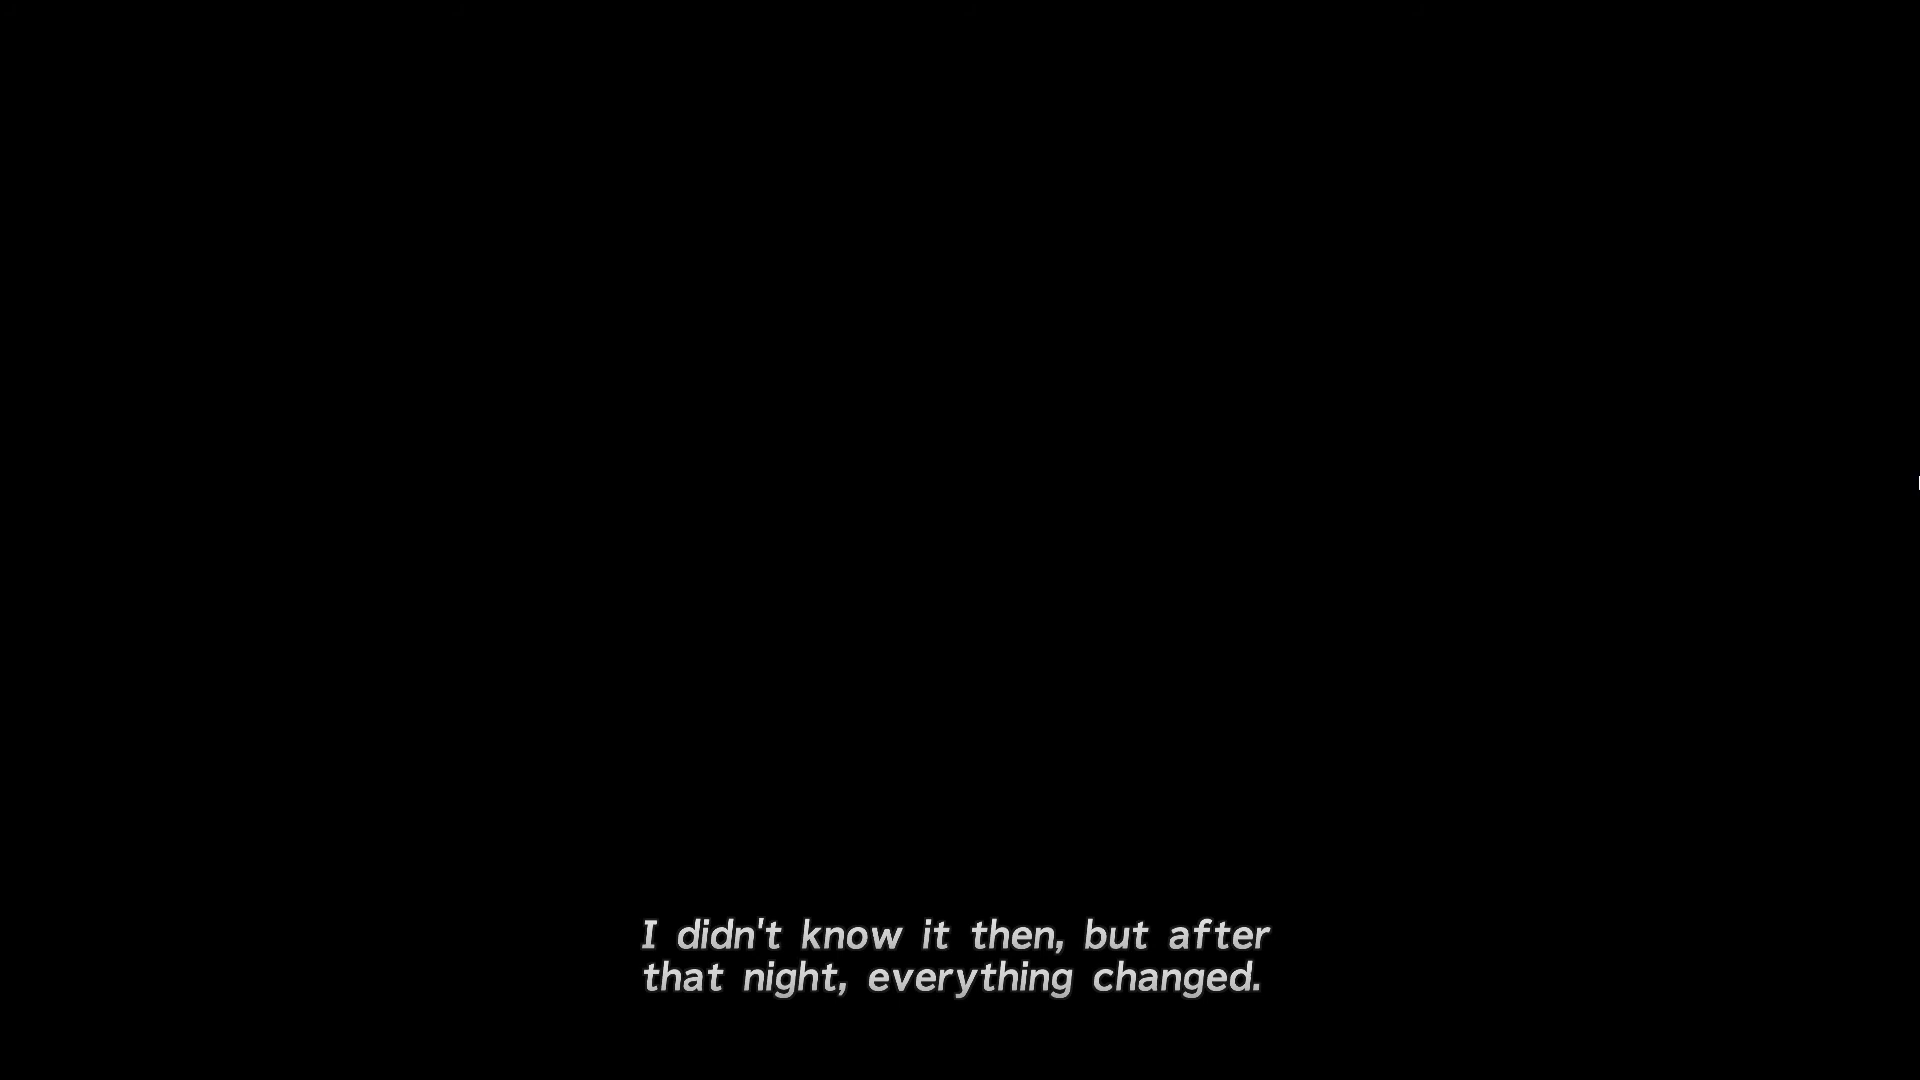 I didn't know it then, but after
that night, everything changed.